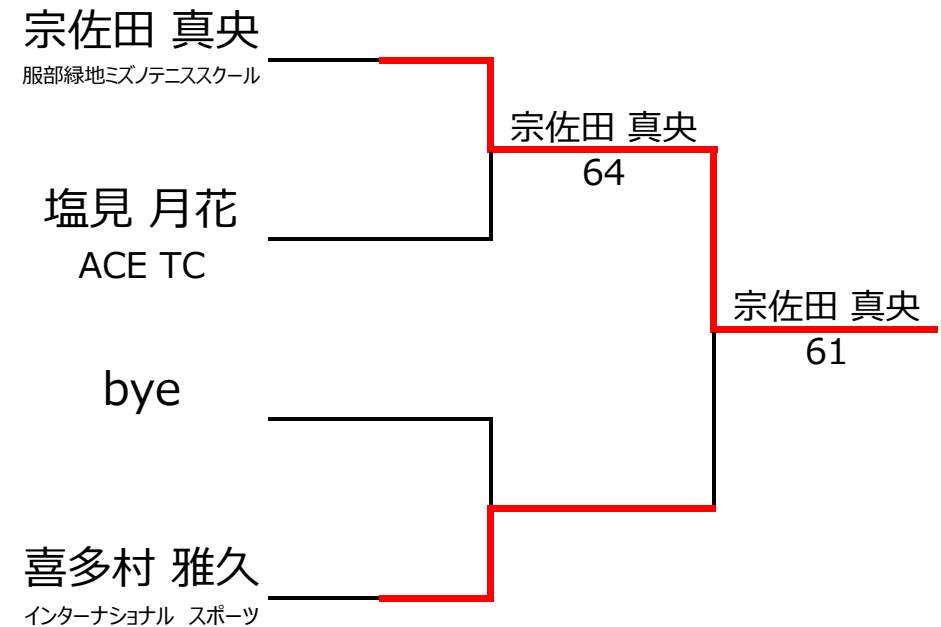 宗佐田 真央
服部緑地ミズノテニススクール
宗佐田 真央
64
塩見 月花
ACE TC
宗佐田 真央
61
bye
喜多村 雅久
インターナショナル スポーツ